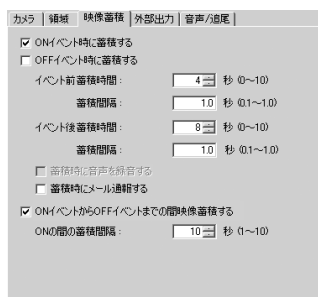 カメラ 領域 映像蓄積 外部出力 音声/追尾
ONイベント時に蓄積する
OFFイベント時に蓄積する
イベント前蓄積時間： 4 秒 (0～10)
蓄積間隔： 1.0 秒 (0.1～1.0)
イベント後蓄積時間： 8 秒 (0～10)
蓄積間隔： 1.0 秒 (0.1～1.0)
蓄積時に音声を録音する
蓄積時にメール通報する
ONイベントからOFFイベントまでの間映像蓄積する
ONの間の蓄積間隔： 10 秒 (1～10)